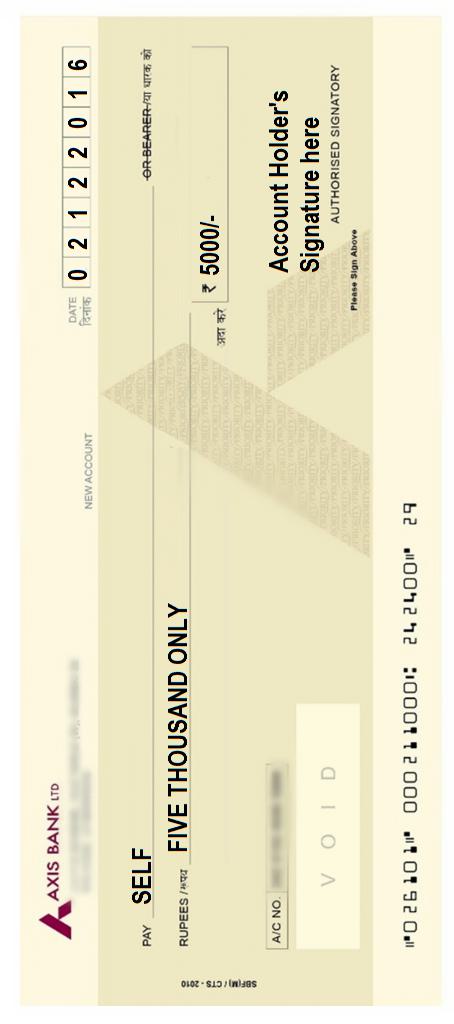 AXIS BANK LTD
DATE
दिनांक
0 2 1 2 2 0 1 6
NEW ACCOUNT
PAY SELF OR BEARER /या धारक को
RUPEES / रूपये FIVE THOUSAND ONLY
अदा करें ₹ 5000/-
A/C NO.
Account Holder's
Signature here
VOID
AUTHORISED SIGNATORY
Please Sign Above
SBF(M) / CTS - 2010
⑈026101⑈ 000211000⑆ 242400⑈ 29